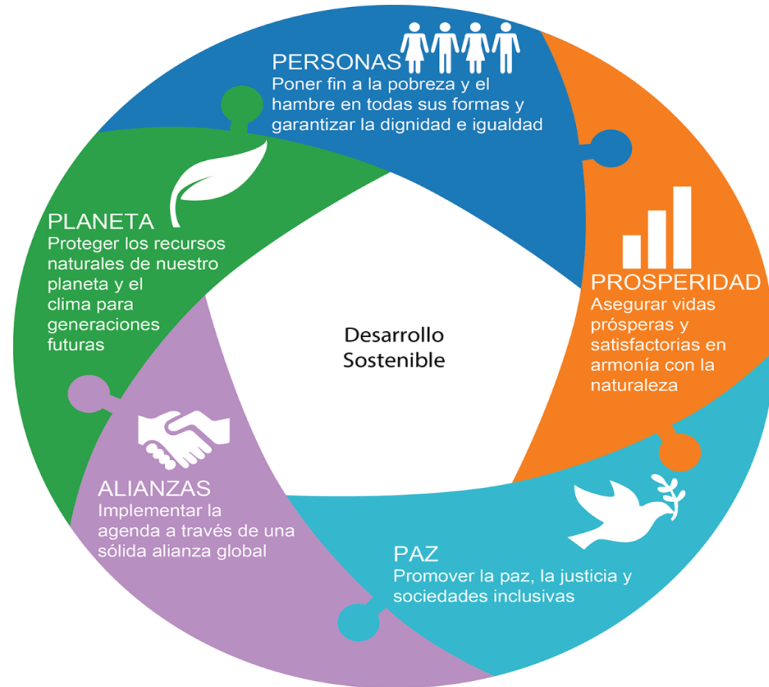 PERSONAS
Poner fin a la pobreza y el
hambre en todas sus formas y
garantizar la dignidad e igualdad
PROSPERIDAD
Asegurar vidas
prósperas y
satisfactorias en
armonía con la
naturaleza
PAZ
Promover la paz, la justicia y
sociedades inclusivas
ALIANZAS
Implementar la
agenda a través de una
sólida alianza global
PLANETA
Proteger los recursos
naturales de nuestro
planeta y el
clima para
generaciones
futuras
Desarrollo
Sostenible